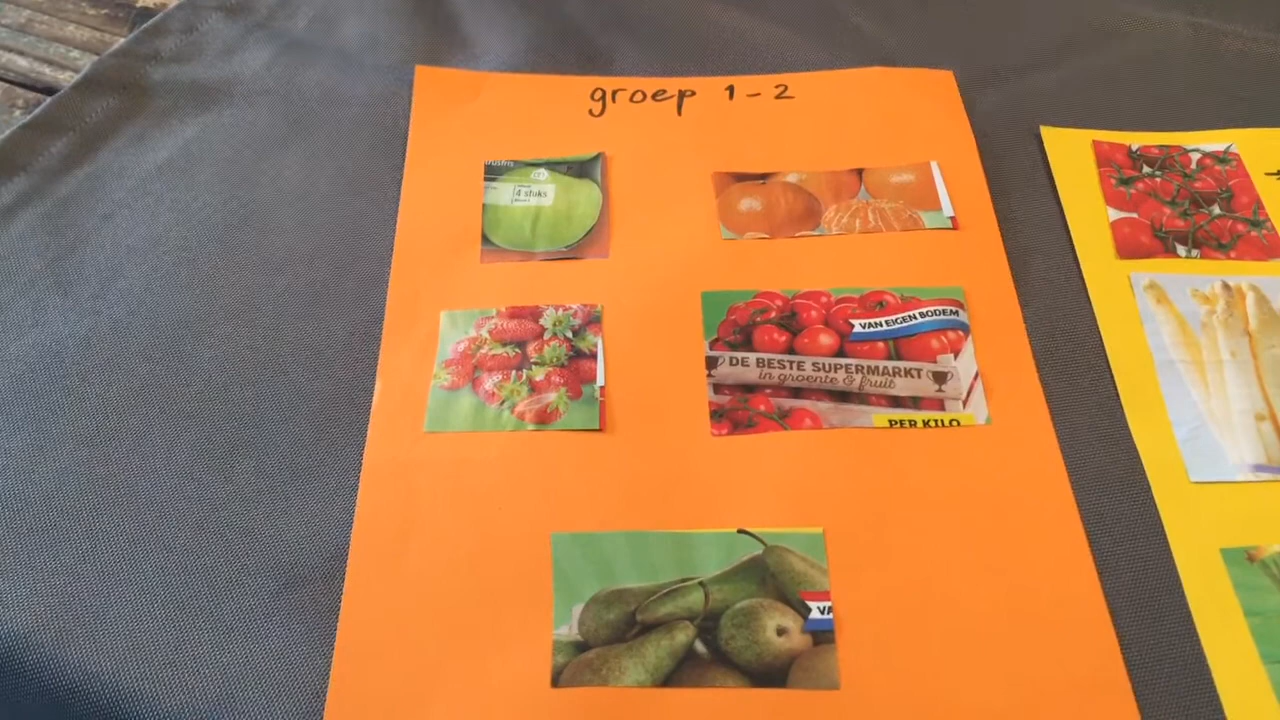 groep 1-2
4 stuks
VAN EIGEN BODEM
DE BESTE SUPERMARKT
in groente & fruit
PER KILO